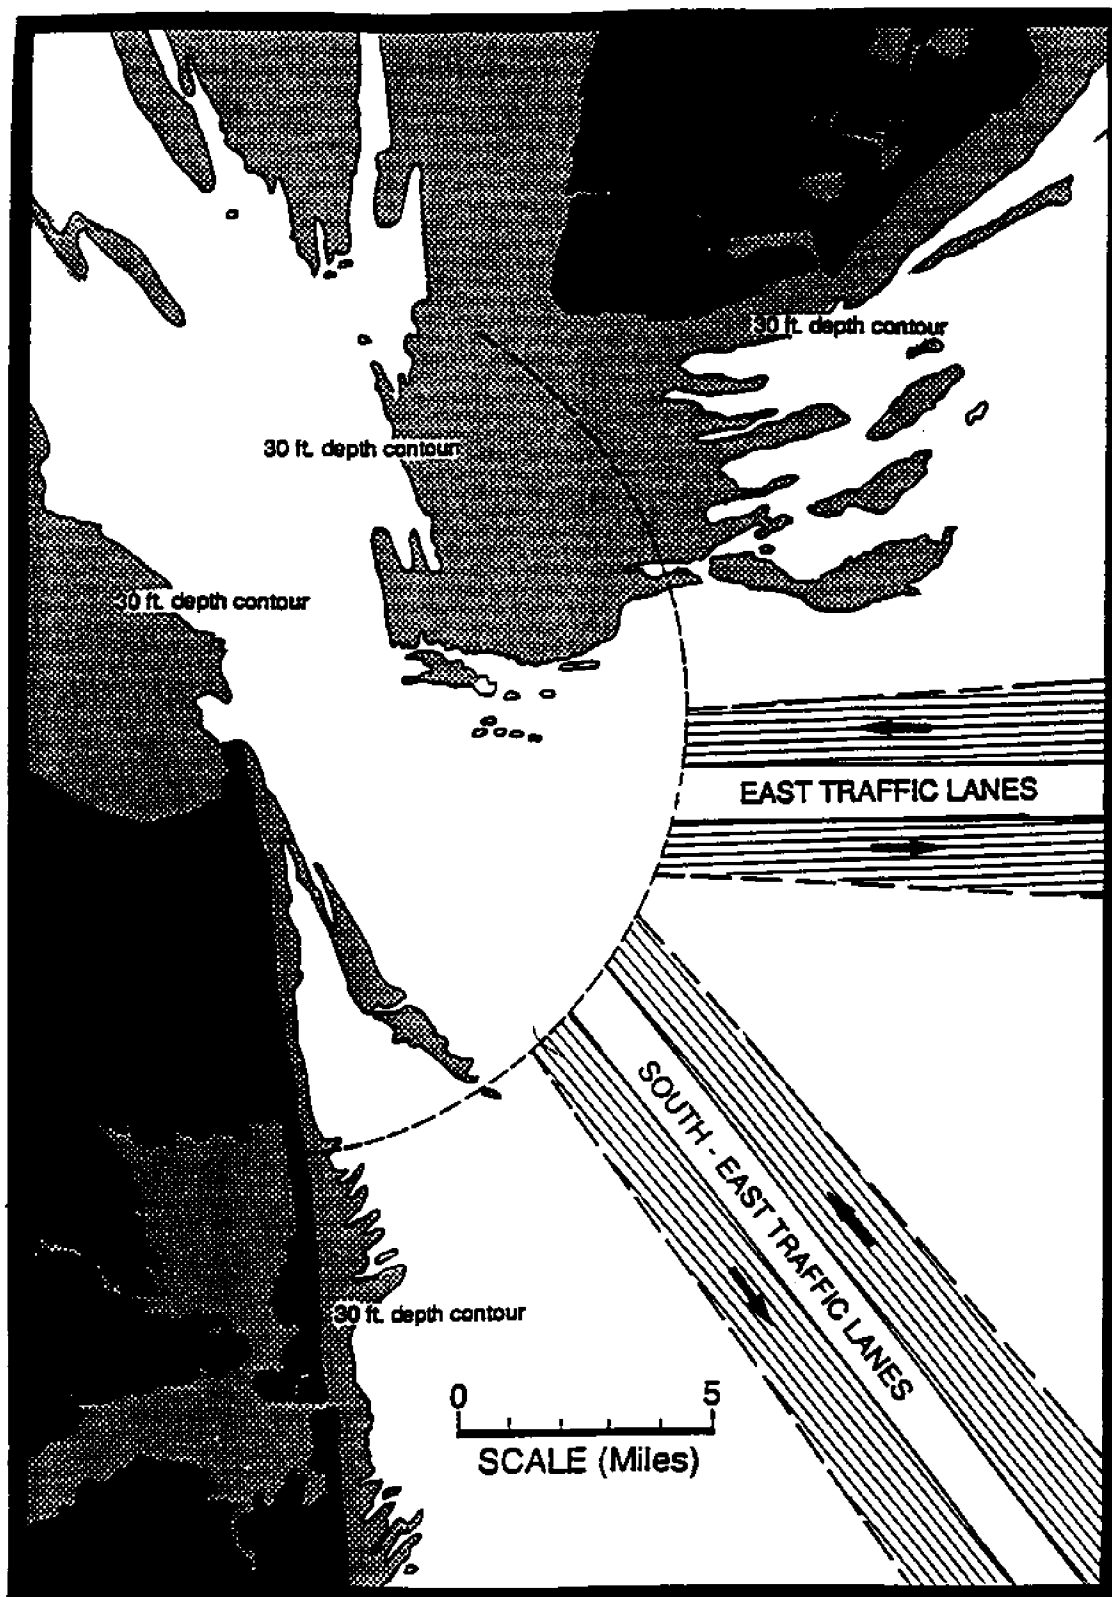 30 ft. depth contour
30 ft. depth contour
30 ft. depth contour
EAST TRAFFIC LANES
SOUTH - EAST TRAFFIC LANES
30 ft. depth contour
0 5
SCALE (Miles)